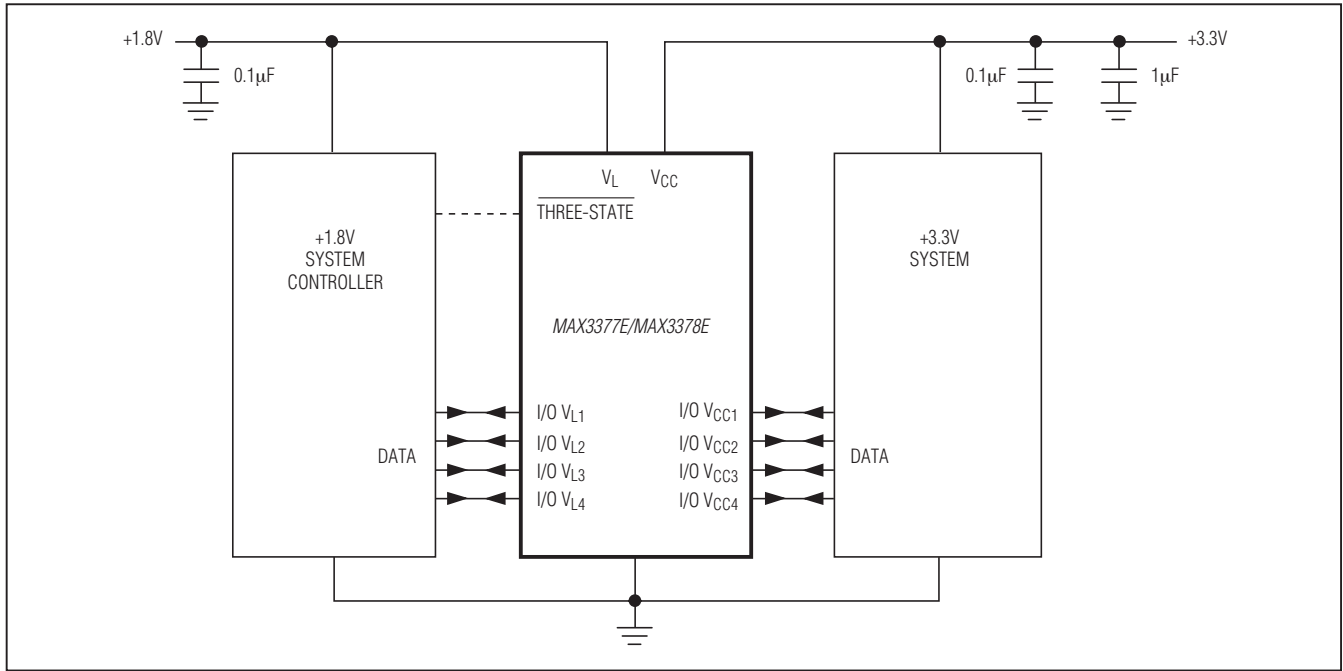 +1.8V
0.1µF
+3.3V
0.1µF
1µF
V_L
V_CC
THREE-STATE
+1.8V
SYSTEM
CONTROLLER
+3.3V
SYSTEM
MAX3377E/MAX3378E
I/O V_L1
I/O V_L2
I/O V_L3
I/O V_L4
I/O V_CC1
I/O V_CC2
I/O V_CC3
I/O V_CC4
DATA
DATA